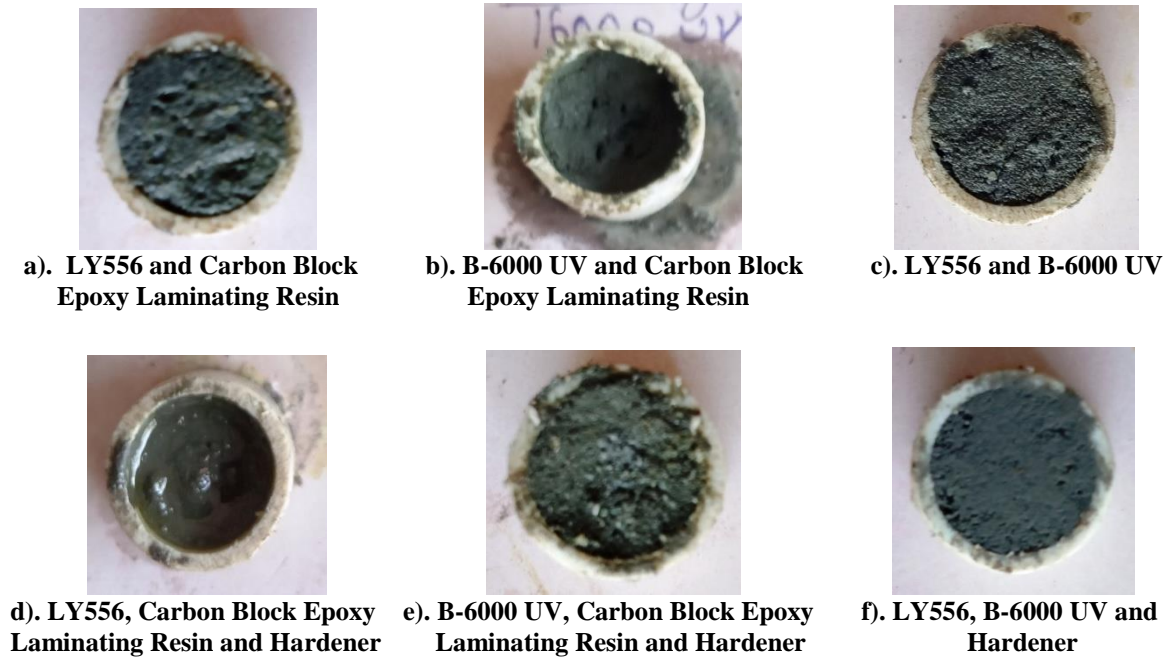 a). LY556 and Carbon Block
Epoxy Laminating Resin
b). B-6000 UV and Carbon Block
Epoxy Laminating Resin
c). LY556 and B-6000 UV
d). LY556, Carbon Block Epoxy
Laminating Resin and Hardener
e). B-6000 UV, Carbon Block Epoxy
Laminating Resin and Hardener
f). LY556, B-6000 UV and
Hardener